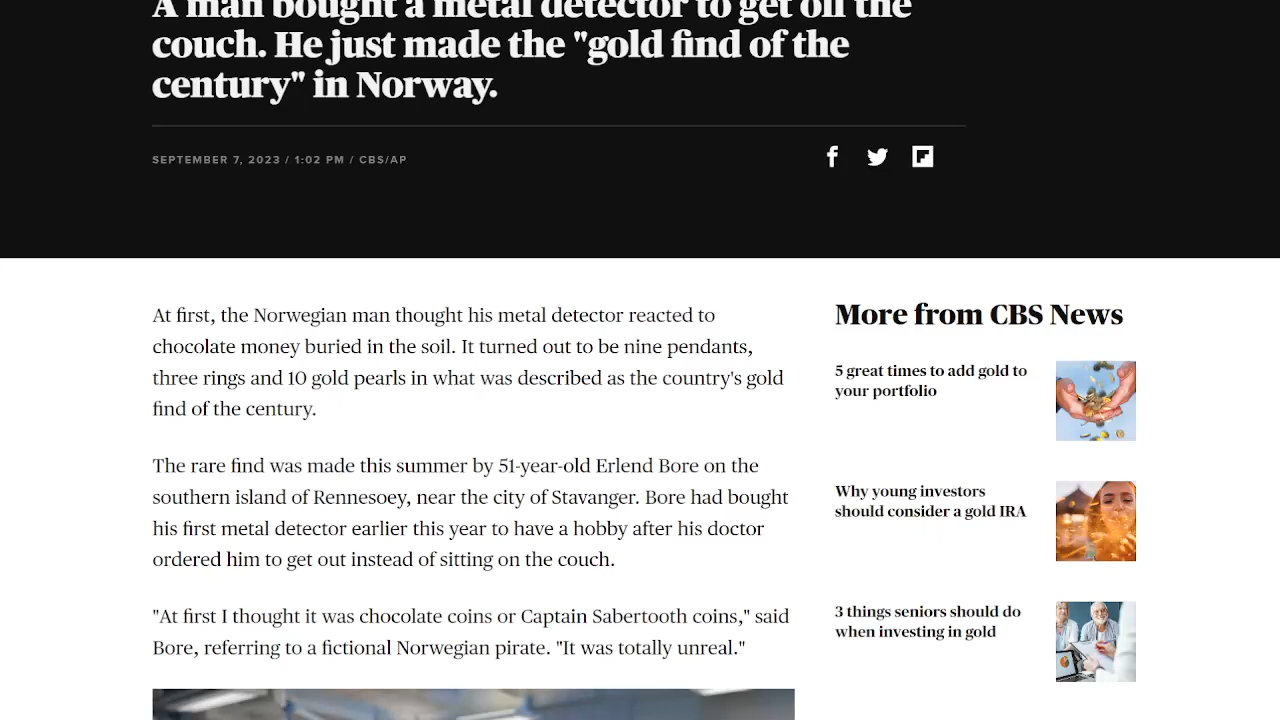 A man bought a metal detector to get off the
couch. He just made the "gold find of the
century" in Norway.
SEPTEMBER 7, 2023 / 1:02 PM / CBS/AP
At first, the Norwegian man thought his metal detector reacted to
chocolate money buried in the soil. It turned out to be nine pendants,
three rings and 10 gold pearls in what was described as the country's gold
find of the century.
The rare find was made this summer by 51-year-old Erlend Bore on the
southern island of Rennesoey, near the city of Stavanger. Bore had bought
his first metal detector earlier this year to have a hobby after his doctor
ordered him to get out instead of sitting on the couch.
"At first I thought it was chocolate coins or Captain Sabertooth coins," said
Bore, referring to a fictional Norwegian pirate. "It was totally unreal."
More from CBS News
5 great times to add gold to
your portfolio
Why young investors
should consider a gold IRA
3 things seniors should do
when investing in gold